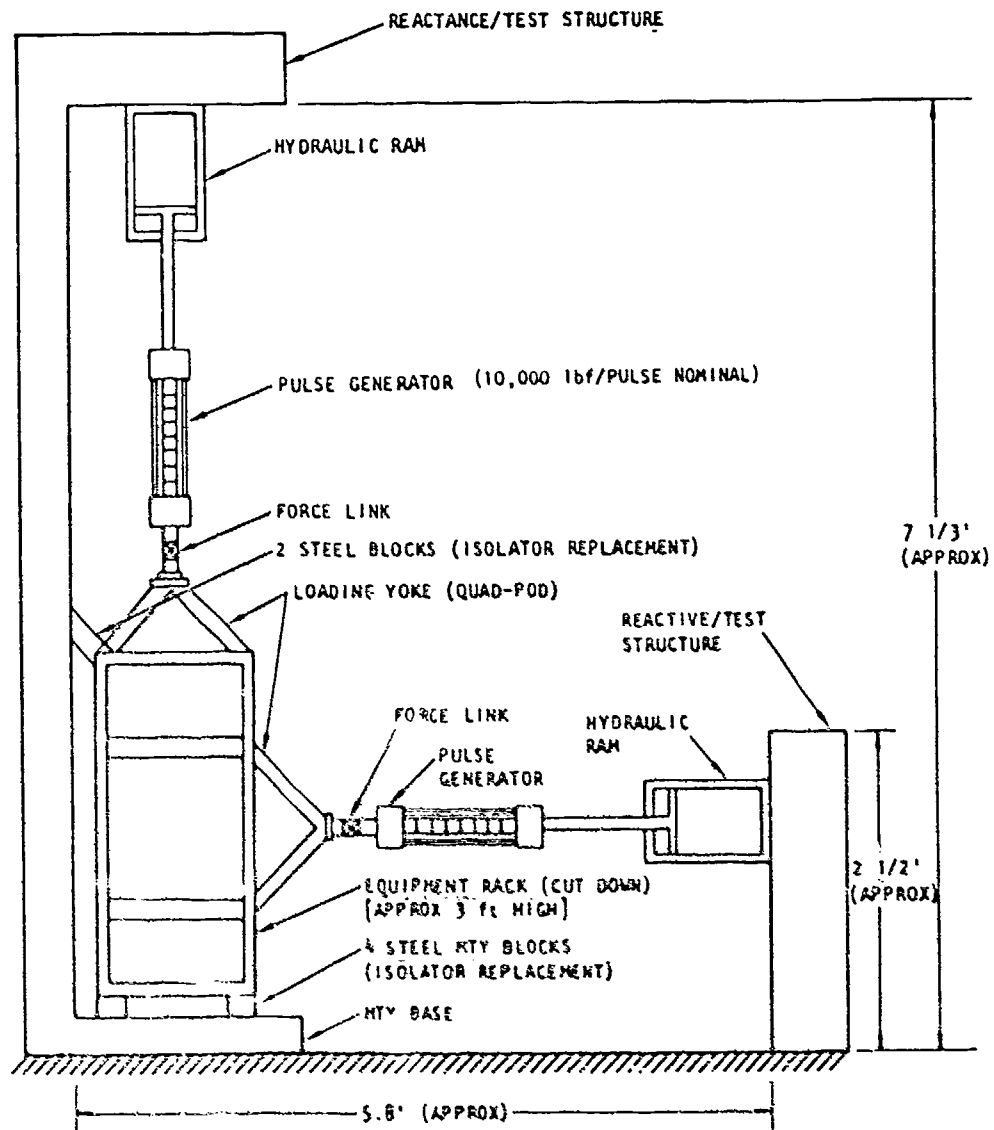 REACTANCE/TEST STRUCTURE
HYDRAULIC RAM
PULSE GENERATOR (10,000 lbf/PULSE NOMINAL)
FORCE LINK
2 STEEL BLOCKS (ISOLATOR REPLACEMENT)
LOADING YOKE (QUAD-POD)
7 1/3'
(APPROX)
REACTIVE/TEST
STRUCTURE
FORCE LINK
HYDRAULIC
RAM
PULSE
GENERATOR
2 1/2'
(APPROX)
EQUIPMENT RACK (CUT DOWN)
[APPROX 3 ft HIGH]
4 STEEL MTY BLOCKS
(ISOLATOR REPLACEMENT)
MTY BASE
5.8' (APPROX)